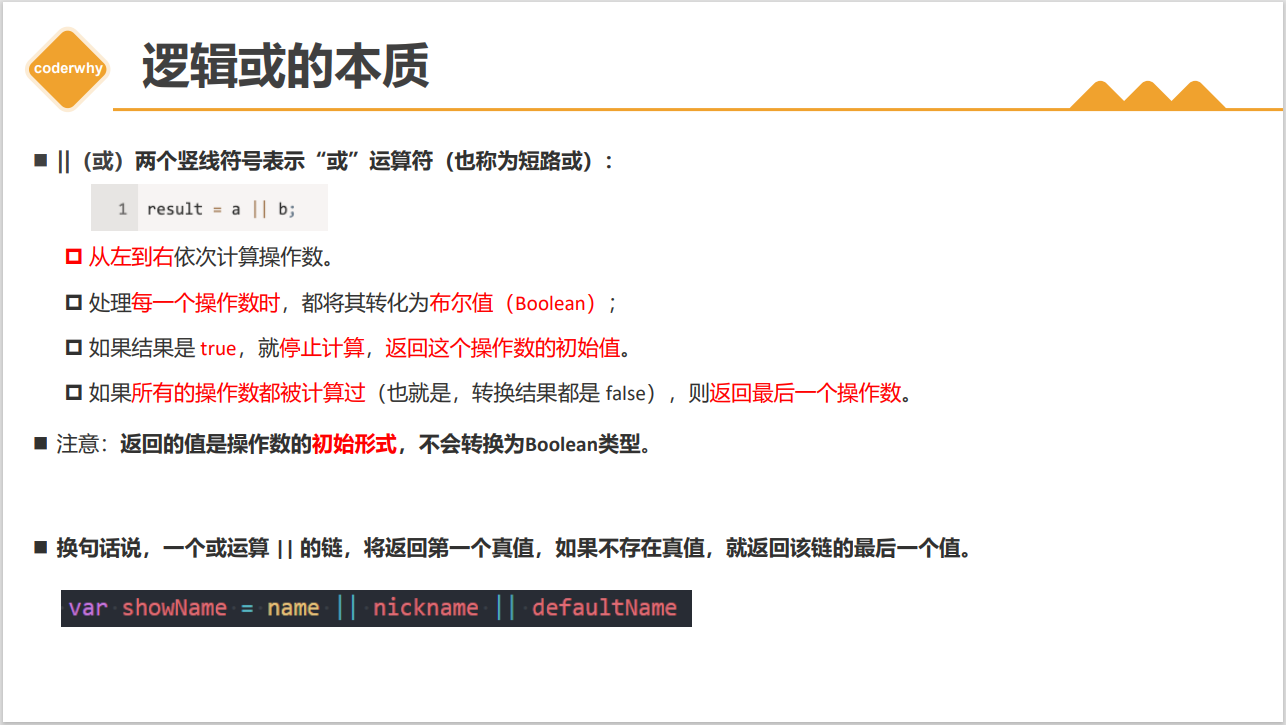 coderwhy
逻辑或的本质
||（或）两个竖线符号表示“或”运算符（也称为短路或）：
1 result = a || b;
从左到右依次计算操作数。
处理每一个操作数时，都将其转化为布尔值（Boolean）；
如果结果是 true，就停止计算，返回这个操作数的初始值。
如果所有的操作数都被计算过（也就是，转换结果都是 false），则返回最后一个操作数。
注意：返回的值是操作数的初始形式，不会转换为Boolean类型。
换句话说，一个或运算 || 的链，将返回第一个真值，如果不存在真值，就返回该链的最后一个值。
var showName = name || nickname || defaultName